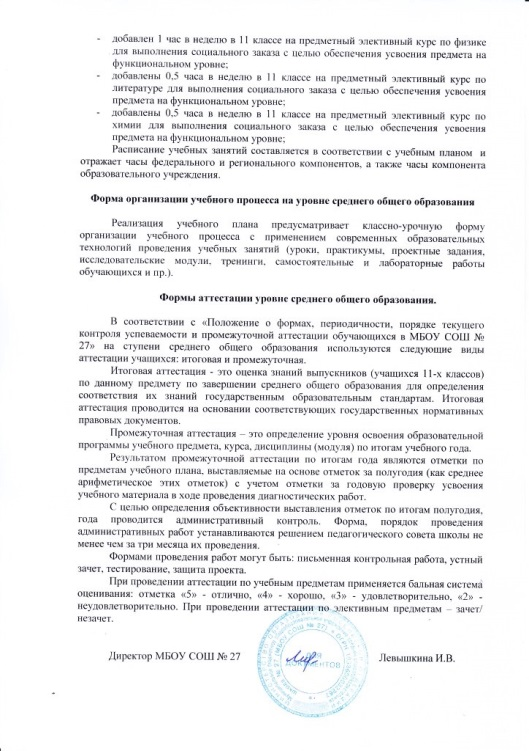 - добавлен 1 час в неделю в 11 классе на предметный элективный курс по физике
для выполнения социального заказа с целью обеспечения усвоения предмета на
функциональном уровне;
- добавлены 0,5 часа в неделю в 11 классе на предметный элективный курс по
литературе для выполнения социального заказа с целью обеспечения усвоения
предмета на функциональном уровне;
- добавлены 0,5 часа в неделю в 11 классе на предметный элективный курс по
химии для выполнения социального заказа с целью обеспечения усвоения
предмета на функциональном уровне;
Расписание учебных занятий составляется в соответствии с учебным планом и
отражает часы федерального и регионального компонентов, а также часы компонента
образовательного учреждения.
Форма организации учебного процесса на уровне среднего общего образования
Реализация учебного плана предусматривает классно-урочную форму
организации учебного процесса с применением современных образовательных
технологий проведения учебных занятий (уроки, практикумы, проектные задания,
исследовательские модули, тренинги, самостоятельные и лабораторные работы
обучающихся и пр.).
Формы аттестации уровне среднего общего образования.
В соответствии с «Положение о формах, периодичности, порядке текущего
контроля успеваемости и промежуточной аттестации обучающихся в МБОУ СОШ №
27» на ступени среднего общего образования используются следующие виды
аттестации учащихся: итоговая и промежуточная.
Итоговая аттестация - это оценка знаний выпускников (учащихся 11-х классов)
по данному предмету по завершении среднего общего образования для определения
соответствия их знаний государственным образовательным стандартам. Итоговая
аттестация проводится на основании соответствующих государственных нормативных
правовых документов.
Промежуточная аттестация – это определение уровня освоения образовательной
программы учебного предмета, курса, дисциплины (модуля) по итогам учебного года.
Результатом промежуточной аттестации по итогам года являются отметки по
предметам учебного плана, выставляемые на основе отметок за полугодия (как среднее
арифметическое этих отметок) с учетом отметки за годовую проверку усвоения
учебного материала в ходе проведения диагностических работ.
С целью определения объективности выставления отметок по итогам полугодия,
года проводится административный контроль. Форма, порядок проведения
административных работ устанавливаются решением педагогического совета школы не
менее чем за три месяца их проведения.
Формами проведения работ могут быть: письменная контрольная работа, устный
зачет, тестирование, защита проекта.
При проведении аттестации по учебным предметам применяется бальная система
оценивания: отметка «5» - отлично, «4» - хорошо, «3» - удовлетворительно, «2» -
неудовлетворительно. При проведении аттестации по элективным предметам – зачет/
незачет.
Директор МБОУ СОШ № 27 Левышкина И.В.
ДОКУМЕНТОВ